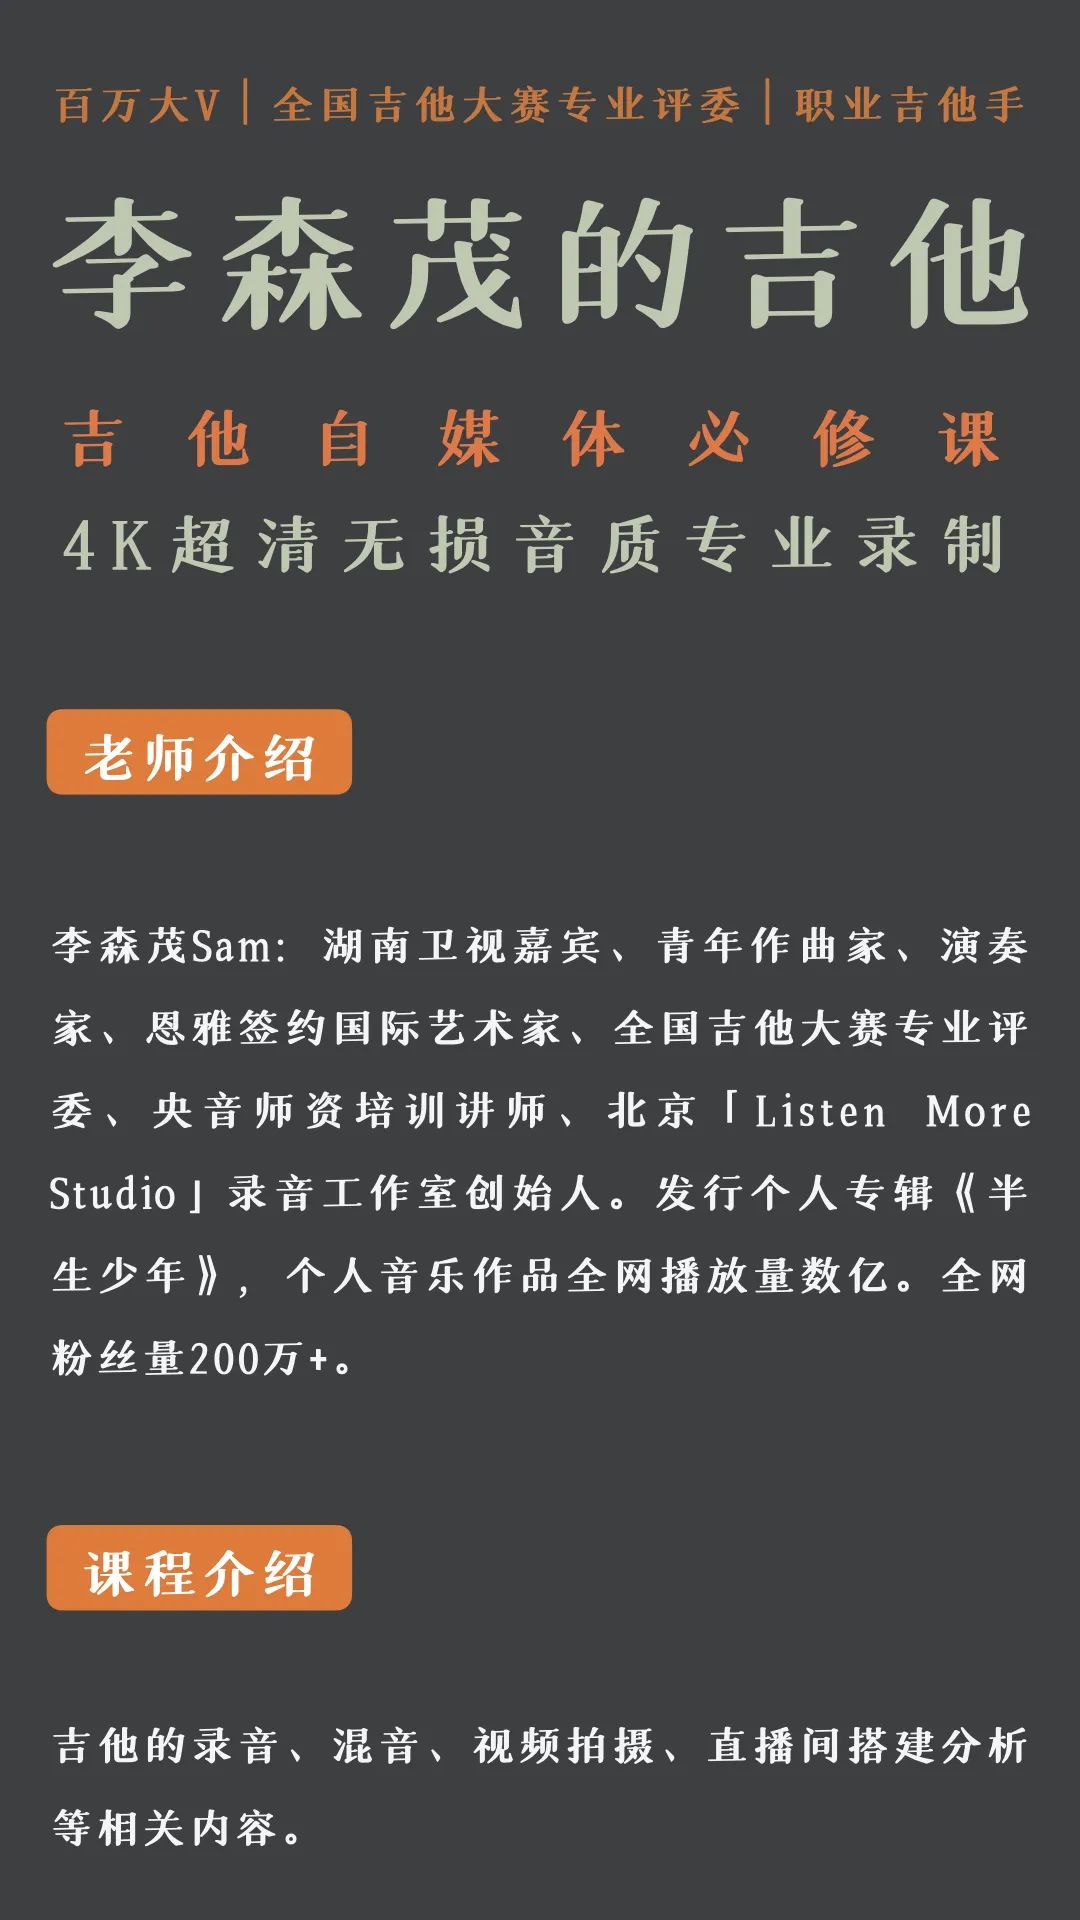 百万大V｜全国吉他大赛专业评委｜职业吉他手
李森茂的吉他
吉他自媒体必修课
4K超清无损音质专业录制
老师介绍
李森茂Sam：湖南卫视嘉宾、青年作曲家、演奏
家、恩雅签约国际艺术家、全国吉他大赛专业评
委、央音师资培训讲师、北京「Listen More
Studio」录音工作室创始人。发行个人专辑《半
生少年》，个人音乐作品全网播放量数亿。全网
粉丝量200万+。
课程介绍
吉他的录音、混音、视频拍摄、直播间搭建分析
等相关内容。